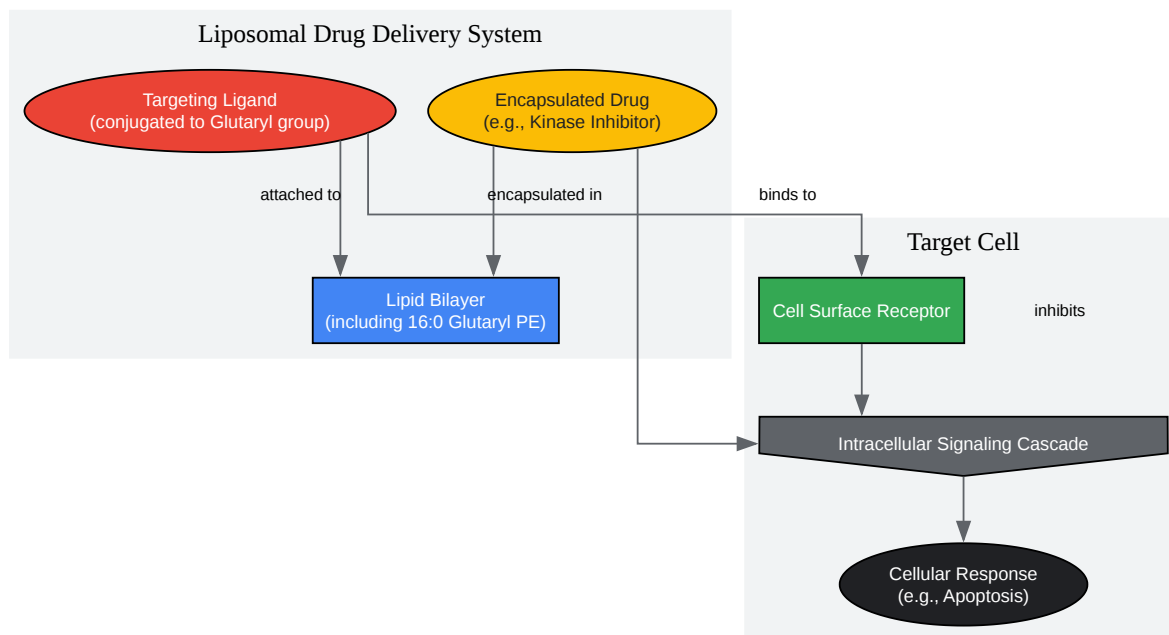 Liposomal Drug Delivery System
Targeting Ligand
(conjugated to Glutaryl group)
Encapsulated Drug
(e.g., Kinase Inhibitor)
attached to
encapsulated in
binds to
Target Cell
Lipid Bilayer
(including 16:0 Glutaryl PE)
Cell Surface Receptor
inhibits
Intracellular Signaling Cascade
Cellular Response
(e.g., Apoptosis)